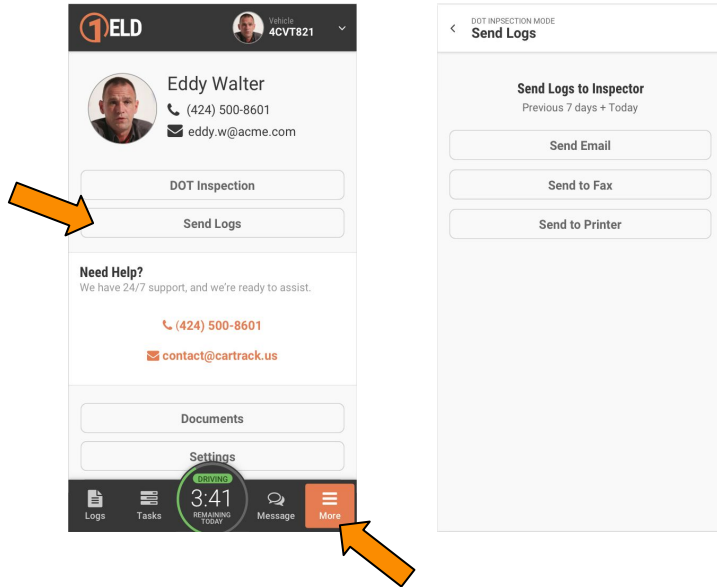 1ELD
Vehicle
4CVT821
Eddy Walter
(424) 500-8601
eddy.w@acme.com
DOT Inspection
Send Logs
Need Help?
We have 24/7 support, and we're ready to assist.
(424) 500-8601
contact@cartrack.us
Documents
Settings
DRIVING
3:41
REMAINING
TODAY
Logs
Tasks
Message
More
DOT INPSECTION MODE
Send Logs
Send Logs to Inspector
Previous 7 days + Today
Send Email
Send to Fax
Send to Printer